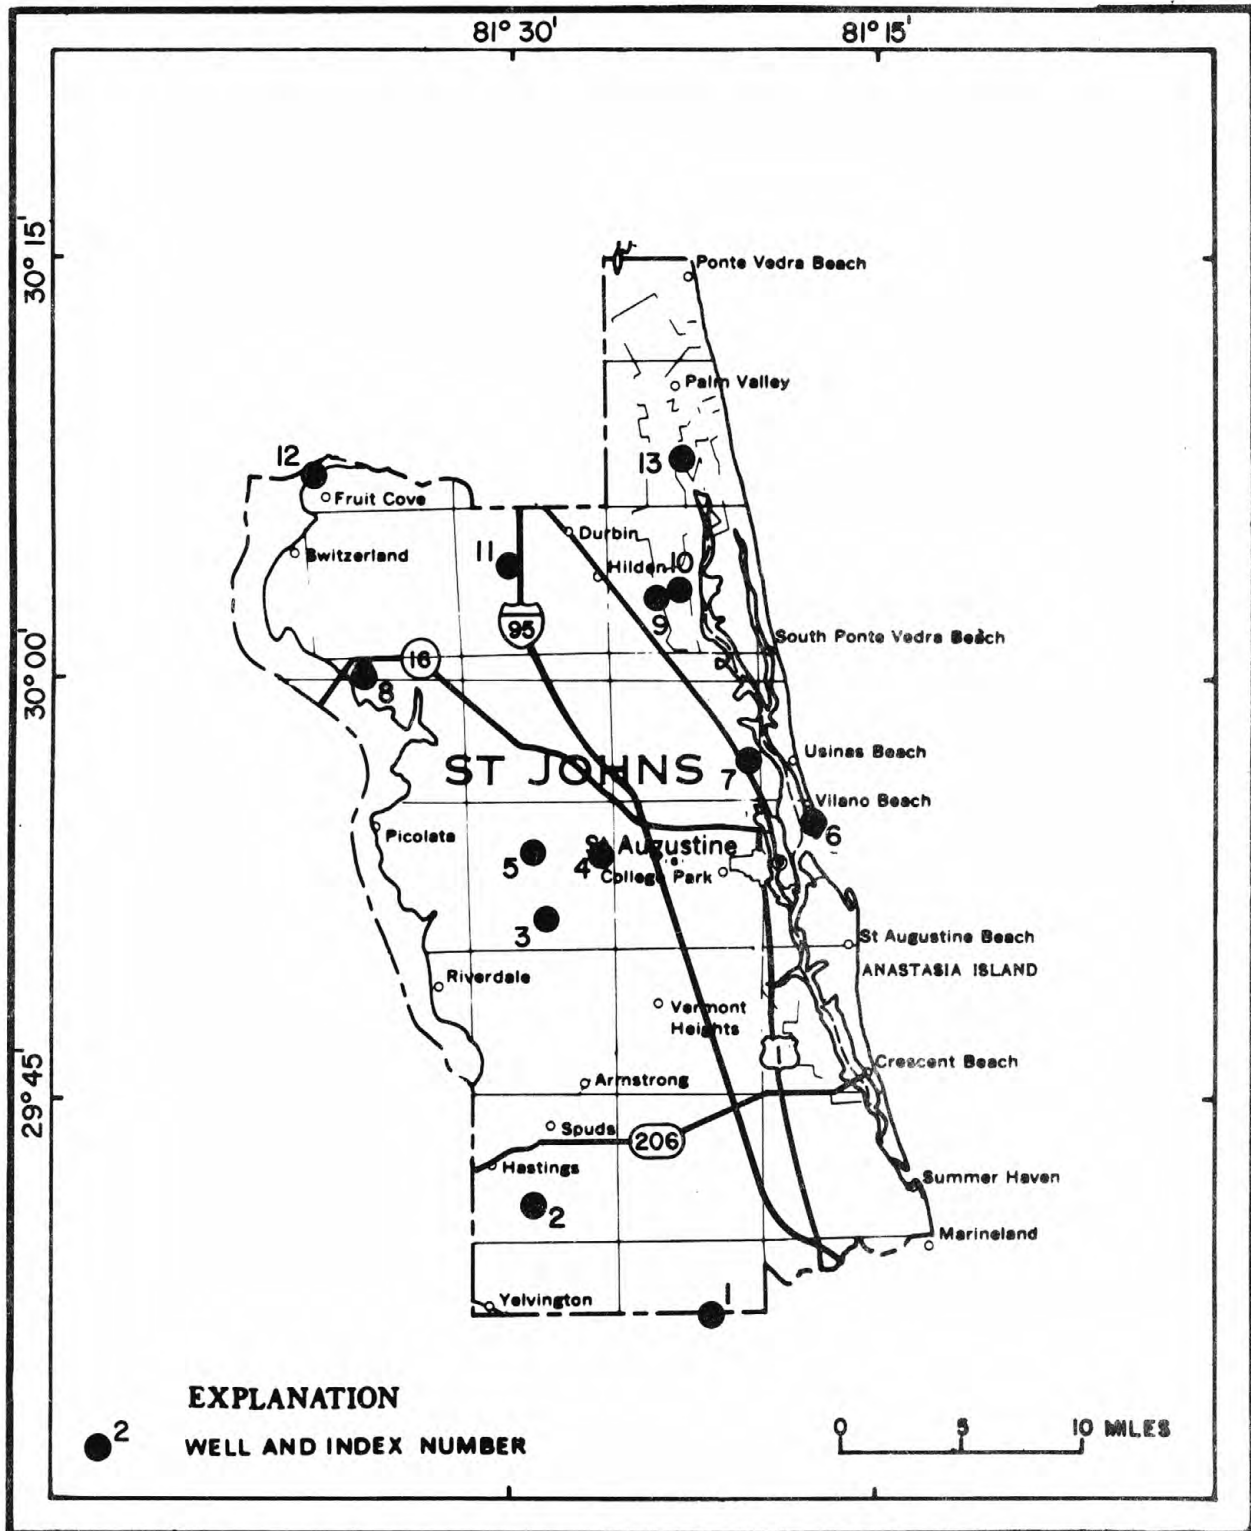 81° 30'
81° 15'
30° 15'
30° 00'
29° 45'
Ponte Vedra Beach
Palm Valley
13
12
Fruit Cove
Durbin
11
Switzerland
Hilden
10
9
95
South Ponte Vedra Beach
16
8
ST JOHNS
7
Usinas Beach
Vilano Beach
6
Picolata
St Augustine
5
4
College Park
3
St Augustine Beach
ANASTASIA ISLAND
Riverdale
Vermont
Heights
Crescent Beach
Armstrong
Spuds
206
Hastings
Summer Haven
2
Marineland
Yelvington
1
EXPLANATION
2
WELL AND INDEX NUMBER
0 5 10 MILES